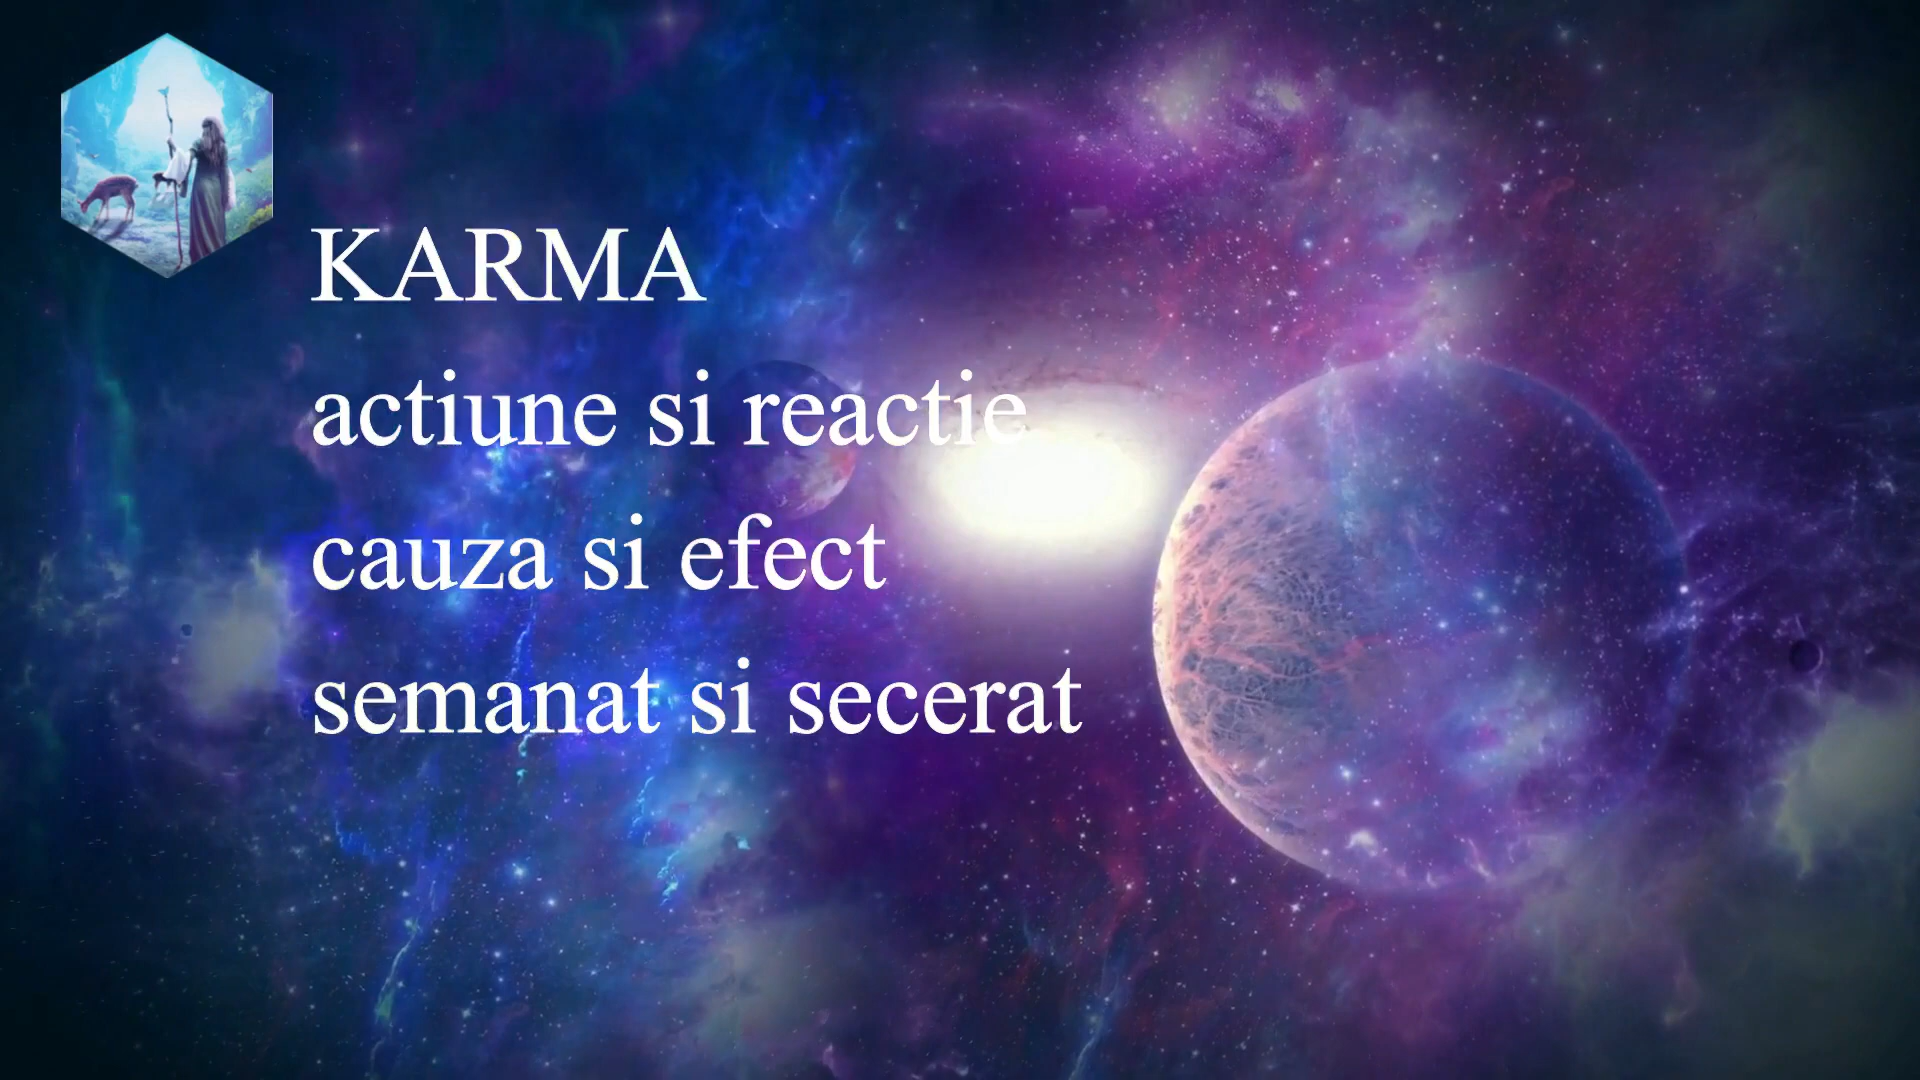 KARMA
actiune si reactie
cauza si efect
semanat si secerat